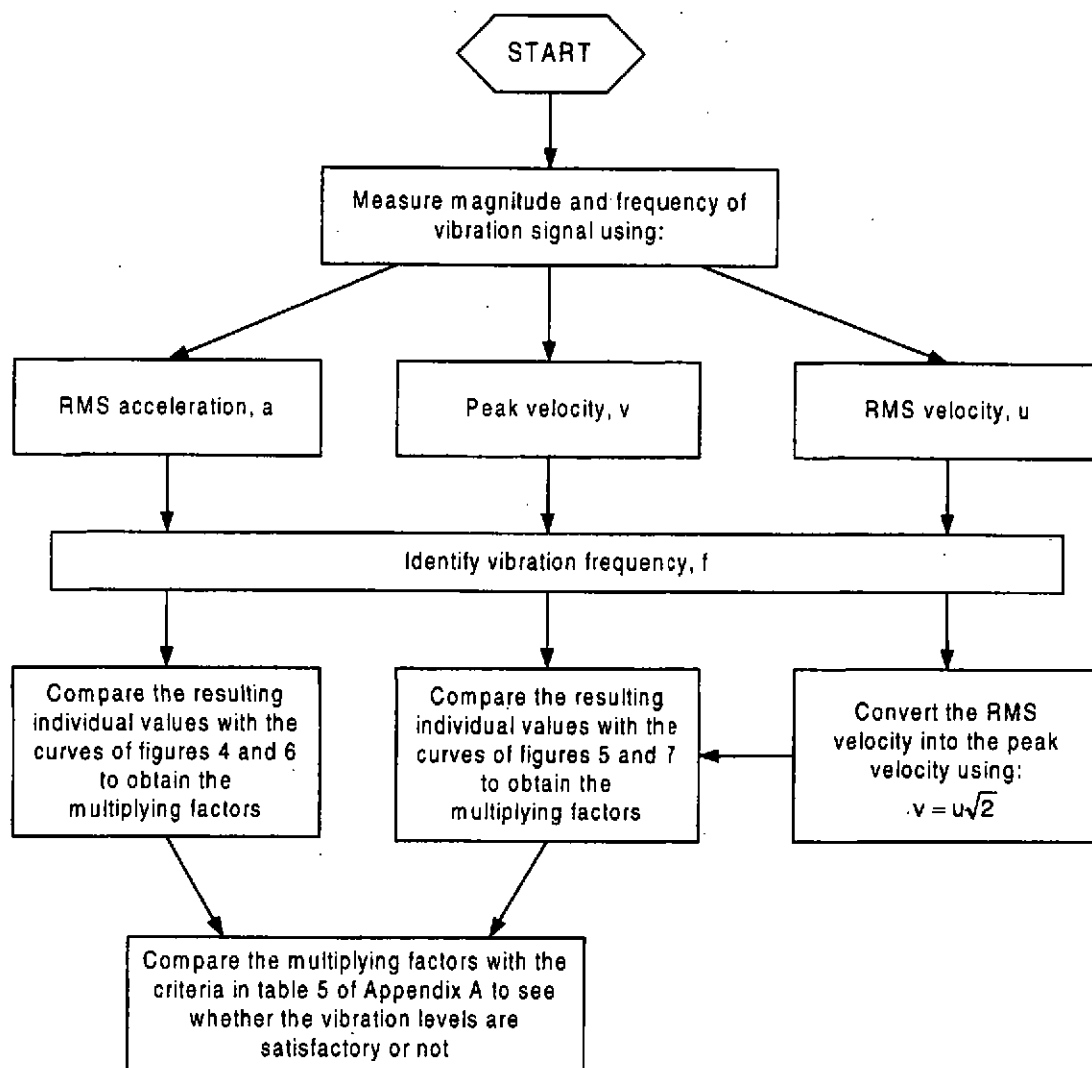 START
Measure magnitude and frequency of
vibration signal using:
RMS acceleration, a
Peak velocity, v
RMS velocity, u
Identify vibration frequency, f
Compare the resulting
individual values with the
curves of figures 4 and 6
to obtain the
multiplying factors
Compare the resulting
individual values with the
curves of figures 5 and 7
to obtain the
multiplying factors
Convert the RMS
velocity into the peak
velocity using:
v = u√2
Compare the multiplying factors with the
criteria in table 5 of Appendix A to see
whether the vibration levels are
satisfactory or not